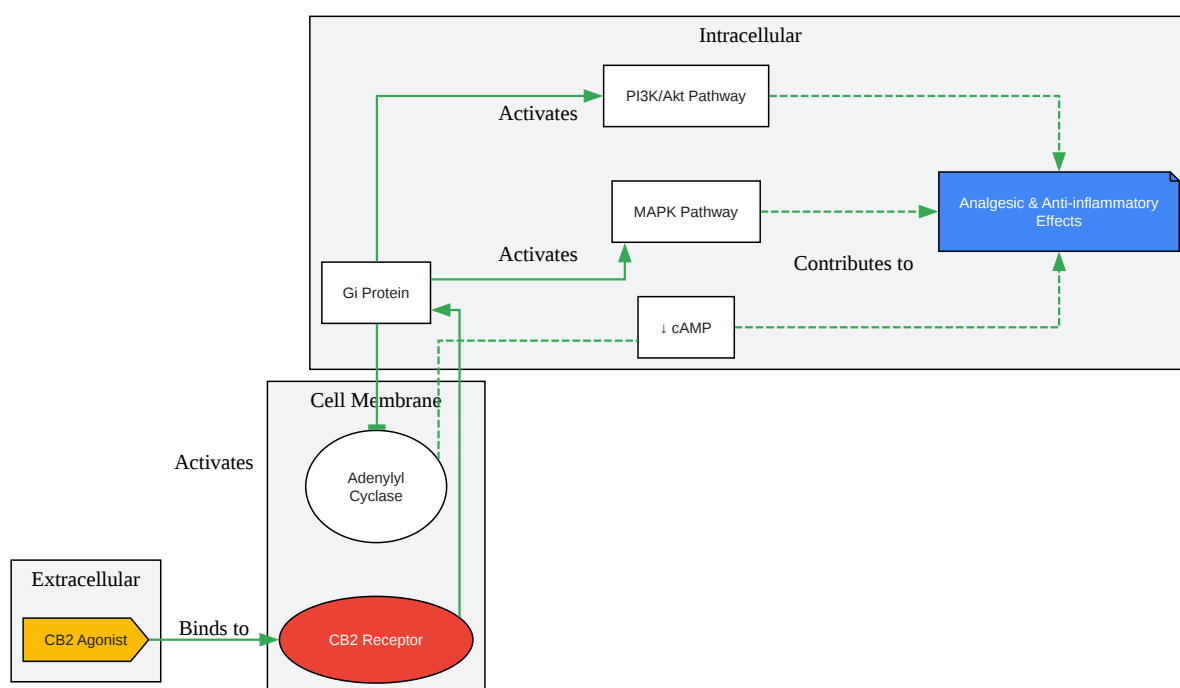 Intracellular
PI3K/Akt Pathway
Activates
MAPK Pathway
Analgesic & Anti-inflammatory
Effects
Activates
Contributes to
Gi Protein
↓ cAMP
Cell Membrane
Activates
Adenylyl
Cyclase
Extracellular
CB2 Agonist
Binds to
CB2 Receptor